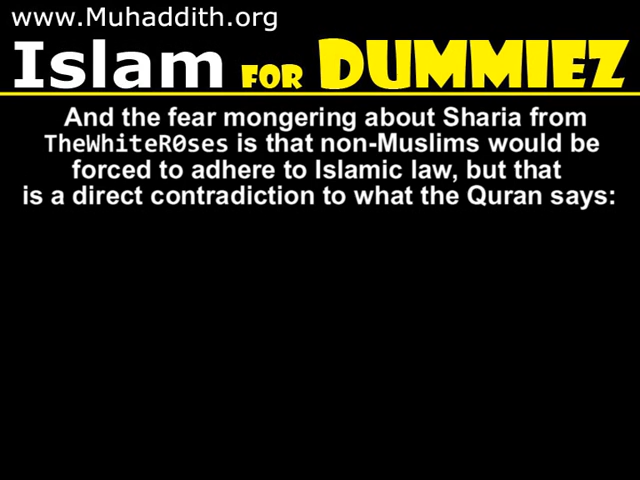 www.Muhaddith.org
Islam FOR DUMMIEZ
And the fear mongering about Sharia from
TheWhiteR0ses is that non-Muslims would be
forced to adhere to Islamic law, but that
is a direct contradiction to what the Quran says: